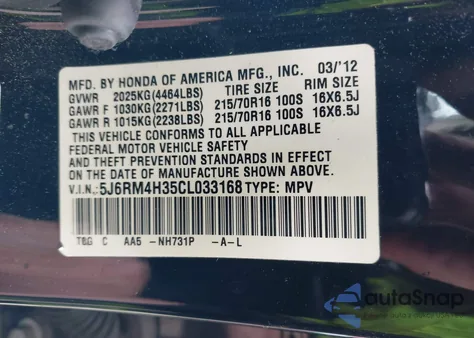 MFD. BY HONDA OF AMERICA MFG., INC. 03/'12
GVWR 2025KG(4464LBS) TIRE SIZE RIM SIZE
GAWR F 1030KG(2271LBS) 215/70R16 100S 16X6.5J
GAWR R 1015KG(2238LBS) 215/70R16 100S 16X6.5J
THIS VEHICLE CONFORMS TO ALL APPLICABLE
FEDERAL MOTOR VEHICLE SAFETY
AND THEFT PREVENTION STANDARDS IN EFFECT
ON THE DATE OF MANUFACTURE SHOWN ABOVE.
V.I.N.: 5J6RM4H35CL033168 TYPE: MPV
T0G C AA5 -NH731P -A-L
autoSnap